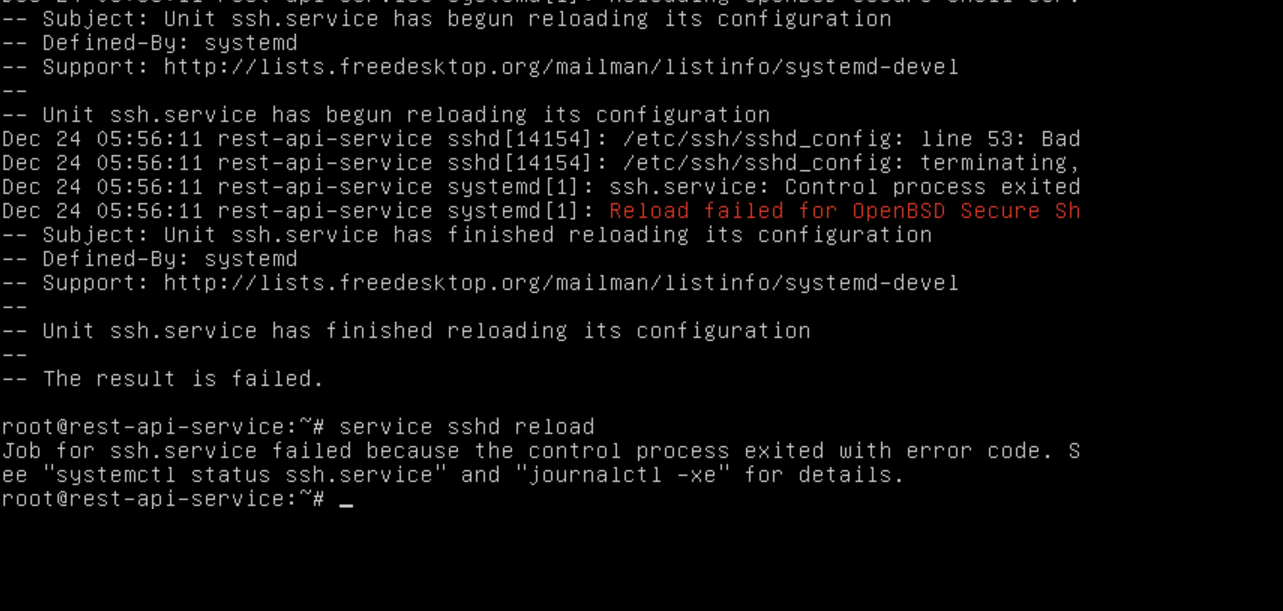 -- Subject: Unit ssh.service has begun reloading its configuration
-- Defined-By: systemd
-- Support: http://lists.freedesktop.org/mailman/listinfo/systemd-devel
--
-- Unit ssh.service has begun reloading its configuration
Dec 24 05:56:11 rest-api-service sshd[14154]: /etc/ssh/sshd_config: line 53: Bad
Dec 24 05:56:11 rest-api-service sshd[14154]: /etc/ssh/sshd_config: terminating,
Dec 24 05:56:11 rest-api-service systemd[1]: ssh.service: Control process exited
Dec 24 05:56:11 rest-api-service systemd[1]: Reload failed for OpenBSD Secure Sh
-- Subject: Unit ssh.service has finished reloading its configuration
-- Defined-By: systemd
-- Support: http://lists.freedesktop.org/mailman/listinfo/systemd-devel
--
-- Unit ssh.service has finished reloading its configuration
--
-- The result is failed.
root@rest-api-service:~# service sshd reload
Job for ssh.service failed because the control process exited with error code. S
ee "systemctl status ssh.service" and "journalctl -xe" for details.
root@rest-api-service:~# _